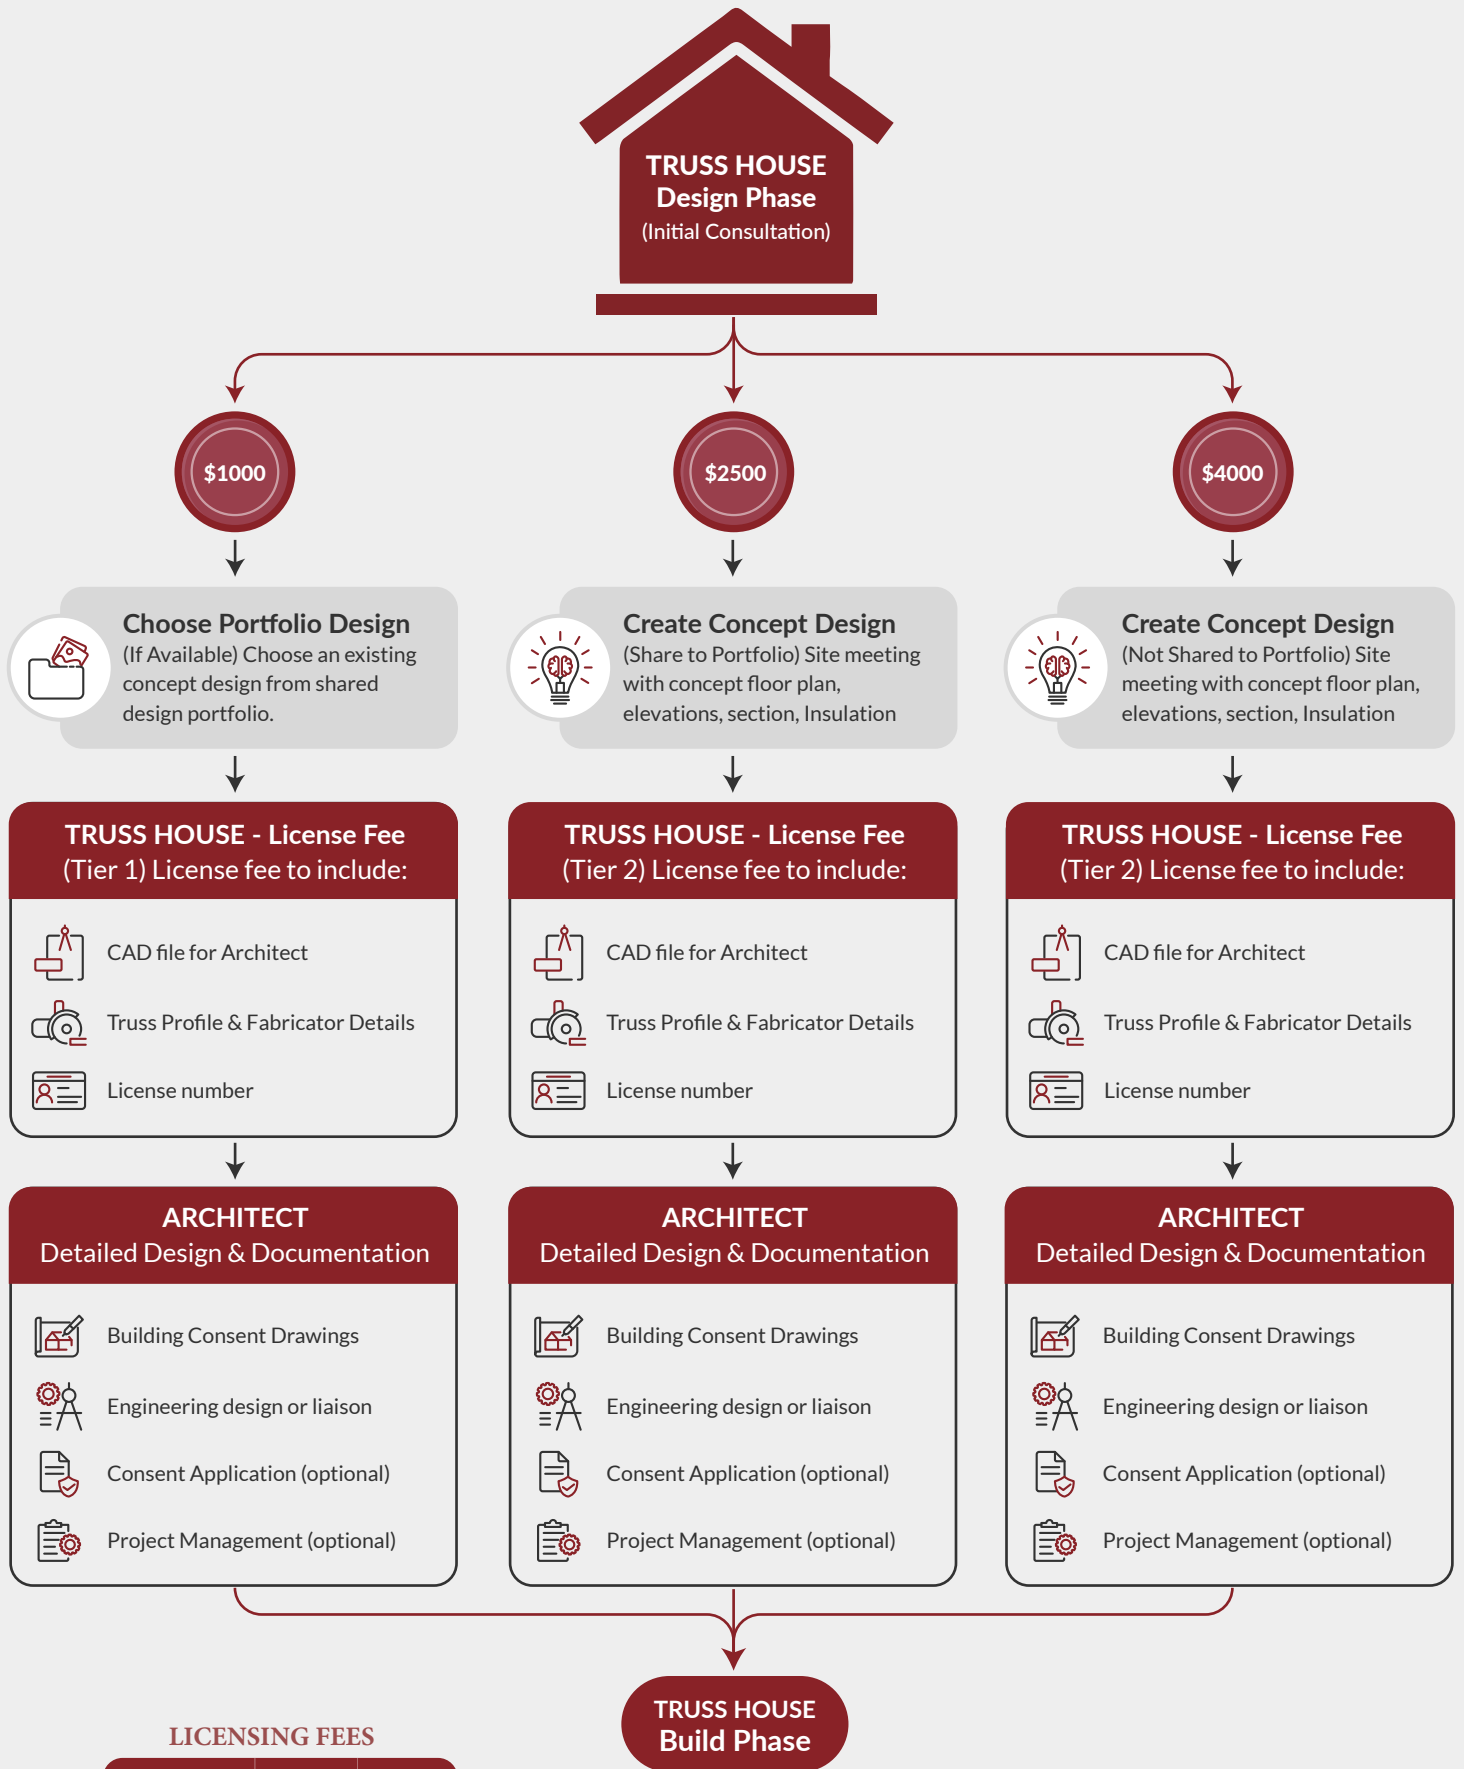 TRUSS HOUSE
Design Phase
(Initial Consultation)
$1000
$2500
$4000
Choose Portfolio Design
(If Available) Choose an existing
concept design from shared
design portfolio.
Create Concept Design
(Share to Portfolio) Site meeting
with concept floor plan,
elevations, section, Insulation
Create Concept Design
(Not Shared to Portfolio) Site
meeting with concept floor plan,
elevations, section, Insulation
TRUSS HOUSE - License Fee
(Tier 1) License fee to include:
CAD file for Architect
Truss Profile & Fabricator Details
License number
TRUSS HOUSE - License Fee
(Tier 2) License fee to include:
CAD file for Architect
Truss Profile & Fabricator Details
License number
TRUSS HOUSE - License Fee
(Tier 2) License fee to include:
CAD file for Architect
Truss Profile & Fabricator Details
License number
ARCHITECT
Detailed Design & Documentation
Building Consent Drawings
Engineering design or liaison
Consent Application (optional)
Project Management (optional)
ARCHITECT
Detailed Design & Documentation
Building Consent Drawings
Engineering design or liaison
Consent Application (optional)
Project Management (optional)
ARCHITECT
Detailed Design & Documentation
Building Consent Drawings
Engineering design or liaison
Consent Application (optional)
Project Management (optional)
TRUSS HOUSE
Build Phase
LICENSING FEES